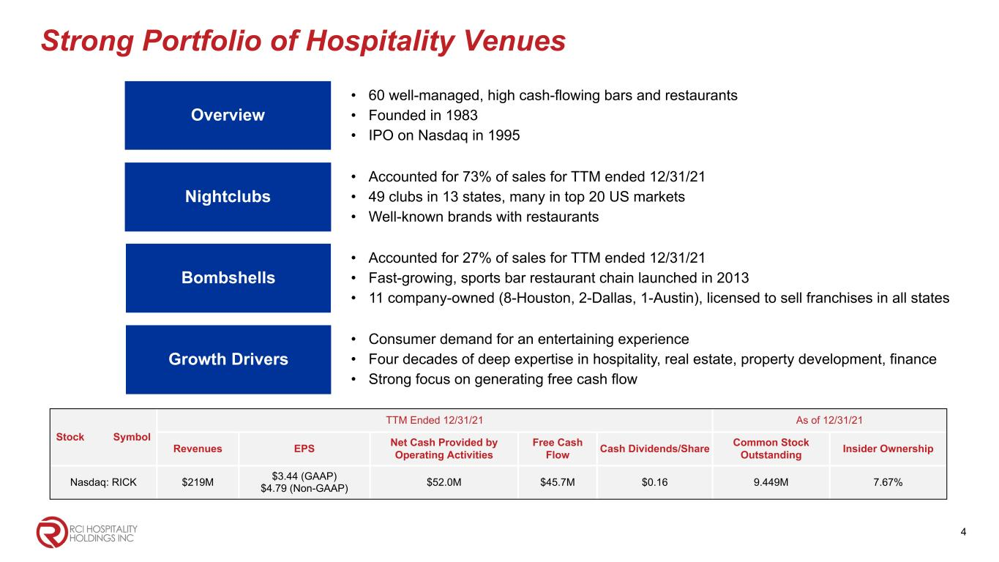 Strong Portfolio of Hospitality Venues
Overview
• 60 well-managed, high cash-flowing bars and restaurants
• Founded in 1983
• IPO on Nasdaq in 1995
Nightclubs
• Accounted for 73% of sales for TTM ended 12/31/21
• 49 clubs in 13 states, many in top 20 US markets
• Well-known brands with restaurants
Bombshells
• Accounted for 27% of sales for TTM ended 12/31/21
• Fast-growing, sports bar restaurant chain launched in 2013
• 11 company-owned (8-Houston, 2-Dallas, 1-Austin), licensed to sell franchises in all states
Growth Drivers
• Consumer demand for an entertaining experience
• Four decades of deep expertise in hospitality, real estate, property development, finance
• Strong focus on generating free cash flow
Stock Symbol
TTM Ended 12/31/21
As of 12/31/21
Revenues
EPS
Net Cash Provided by
Operating Activities
Free Cash
Flow
Cash Dividends/Share
Common Stock
Outstanding
Insider Ownership
Nasdaq: RICK
$219M
$3.44 (GAAP)
$4.79 (Non-GAAP)
$52.0M
$45.7M
$0.16
9.449M
7.67%
RCI HOSPITALITY
HOLDINGS INC
4